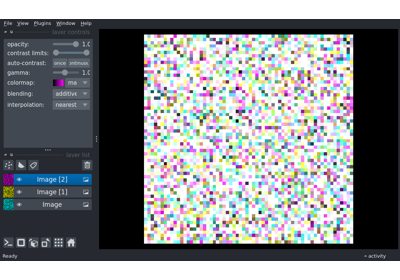 File View Plugins Window Help
layer controls
opacity: 1.0
contrast limits:
auto-contrast: once
gamma: 1.0
colormap: ma
blending: additive
interpolation: nearest
layer list
Image [2]
Image [1]
Image
Ready activity